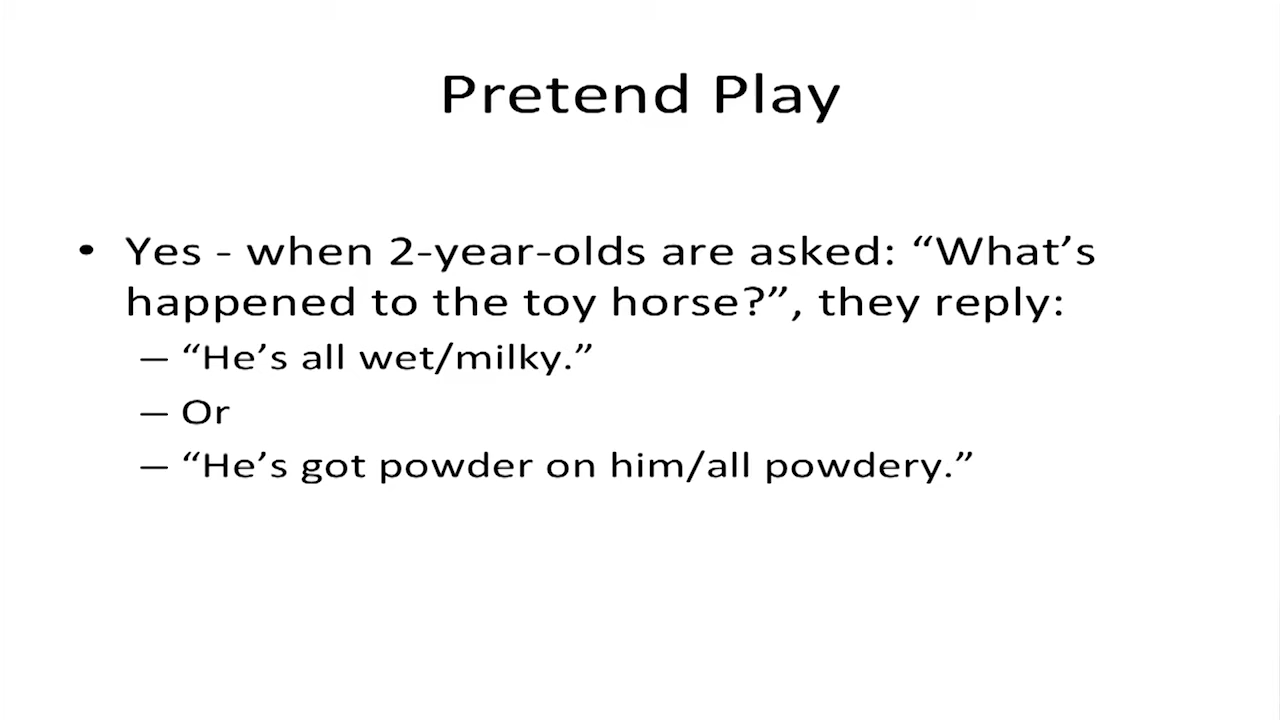 Pretend Play
• Yes - when 2-year-olds are asked: “What’s
happened to the toy horse?”, they reply:
– “He’s all wet/milky.”
– Or
– “He’s got powder on him/all powdery.”